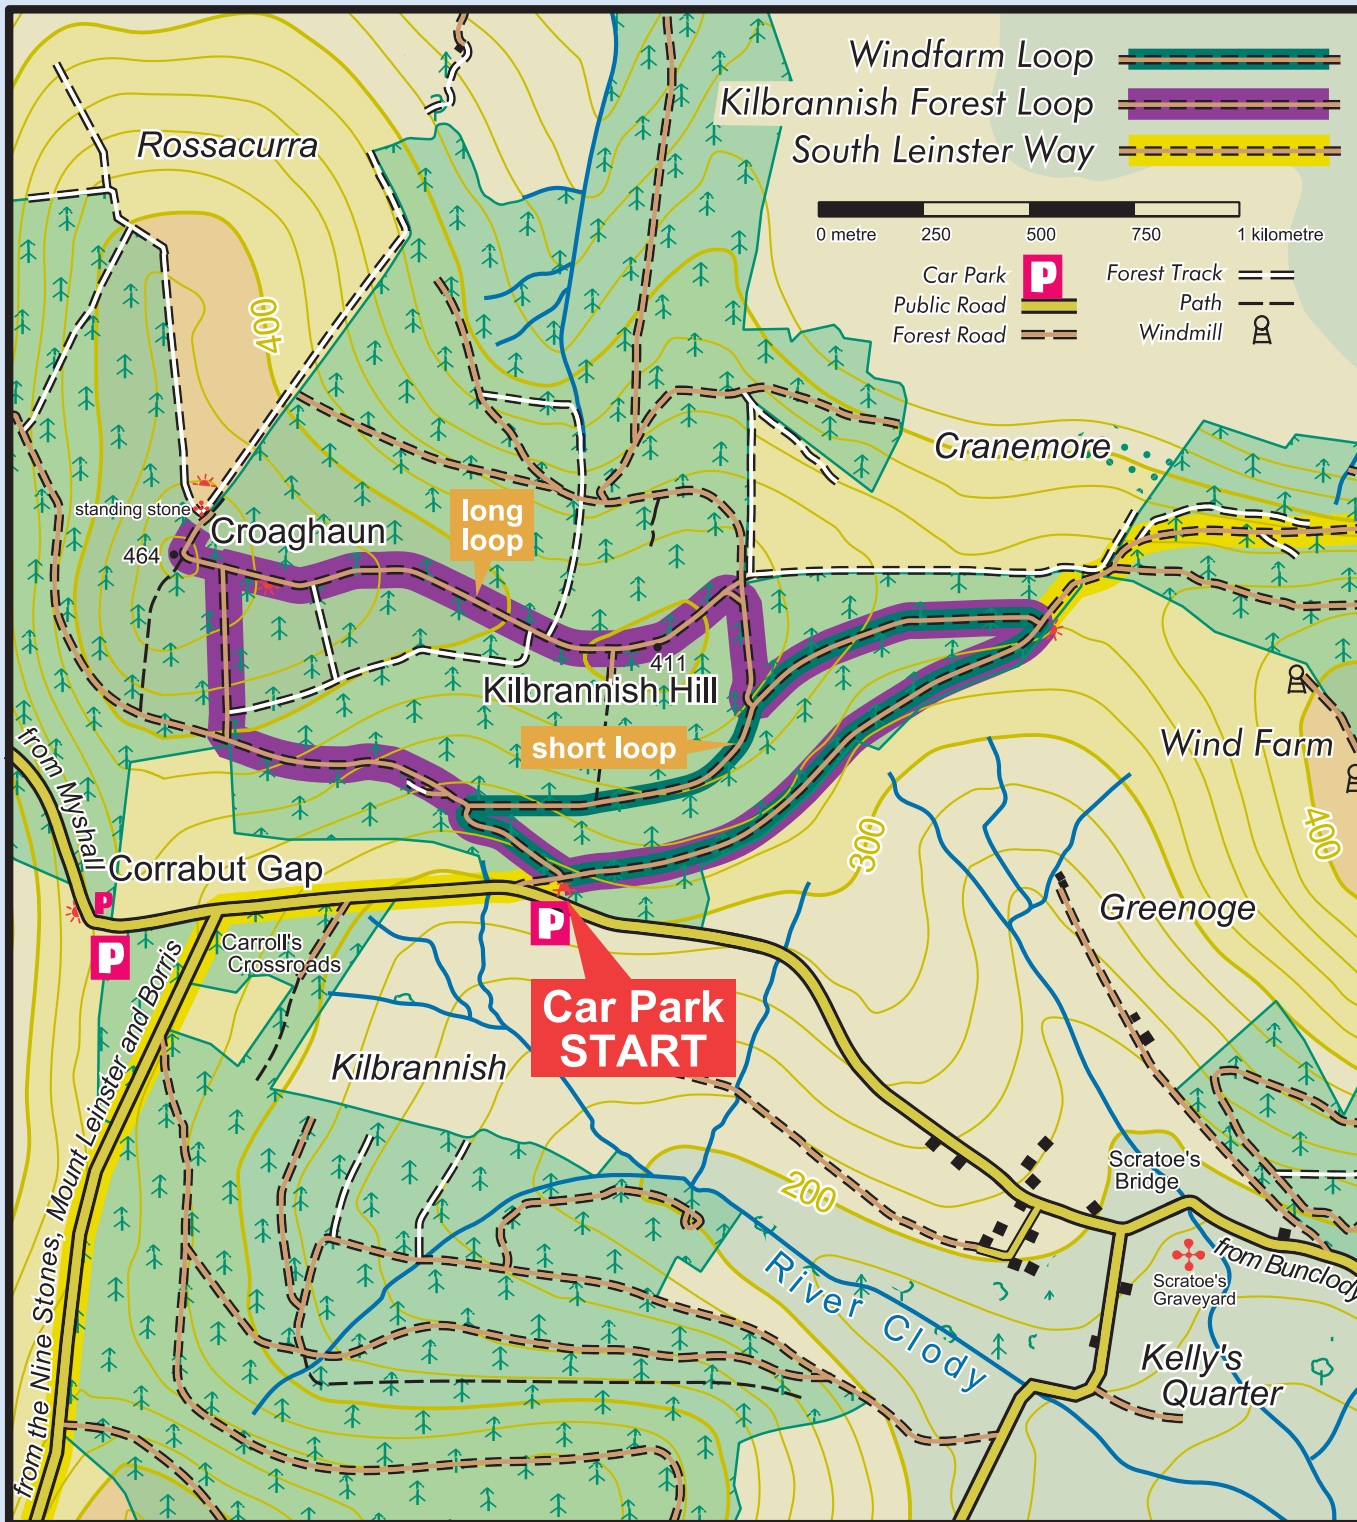 Windfarm Loop
Kilbrannish Forest Loop
South Leinster Way
0 metre 250 500 750 1 kilometre
Car Park P
Public Road
Forest Road
Forest Track
Path
Windmill
Rossacurra
400
Cranemore
standing stone
Croaghaun
464
long
loop
411
Kilbrannish Hill
short loop
Wind Farm
400
from Myshall
300
Corrabut Gap
P
P
P
Greenoge
Carroll's
Crossroads
Car Park
START
Kilbrannish
from the Nine Stones, Mount Leinster and Borris
200
Scratoe's
Bridge
from Bunclody
Scratoe's
Graveyard
River Clody
Kelly's
Quarter